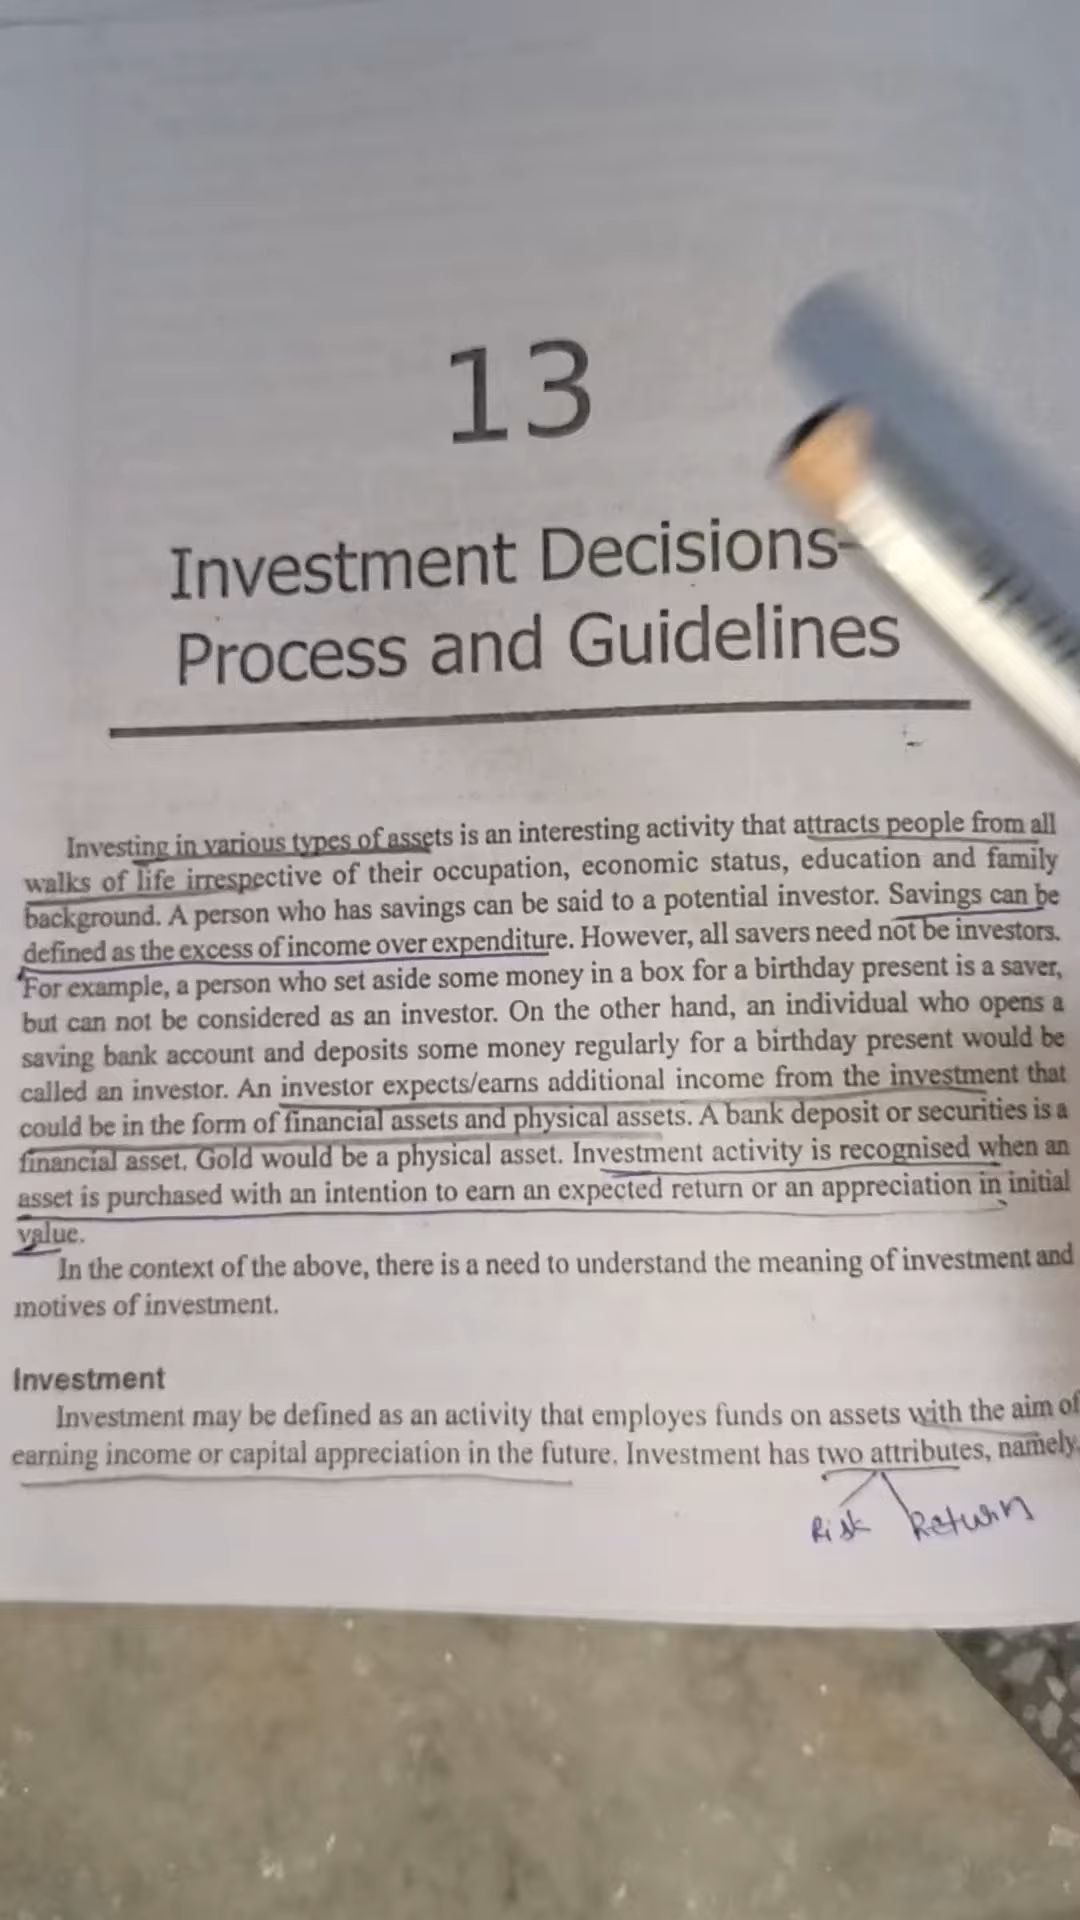 13
Investment Decisions-
Process and Guidelines
Investing in various types of assets is an interesting activity that attracts people from all
walks of life irrespective of their occupation, economic status, education and family
background. A person who has savings can be said to a potential investor. Savings can be
defined as the excess of income over expenditure. However, all savers need not be investors.
For example, a person who set aside some money in a box for a birthday present is a saver,
but can not be considered as an investor. On the other hand, an individual who opens a
saving bank account and deposits some money regularly for a birthday present would be
called an investor. An investor expects/earns additional income from the investment that
could be in the form of financial assets and physical assets. A bank deposit or securities is a
financial asset. Gold would be a physical asset. Investment activity is recognised when an
asset is purchased with an intention to earn an expected return or an appreciation in initial
value.
In the context of the above, there is a need to understand the meaning of investment and
motives of investment.
Investment
Investment may be defined as an activity that employes funds on assets with the aim of
earning income or capital appreciation in the future. Investment has two attributes, namely,
Risk Return